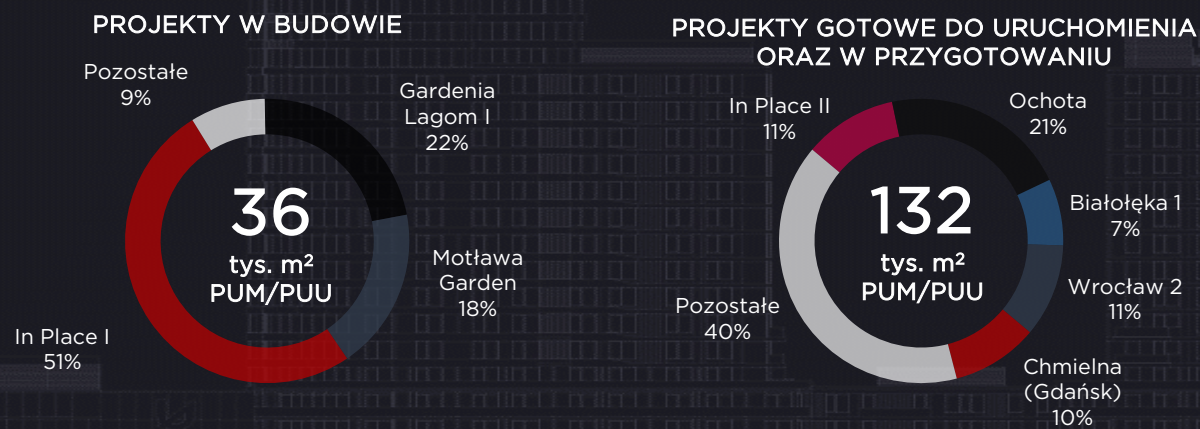 PROJEKTY W BUDOWIE
Pozostałe
9%
Gardenia
Lagom I
22%
36
tys. m²
PUM/PUU
Motława
Garden
18%
In Place I
51%
PROJEKTY GOTOWE DO URUCHOMIENIA
ORAZ W PRZYGOTOWANIU
In Place II
11%
Ochota
21%
132
tys. m²
PUM/PUU
Białołęka 1
7%
Wrocław 2
11%
Pozostałe
40%
Chmielna
(Gdańsk)
10%